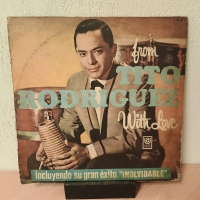 from
TITO
RODRIGUEZ
With Love
Incluyendo su gran éxito "INOLVIDABLE"